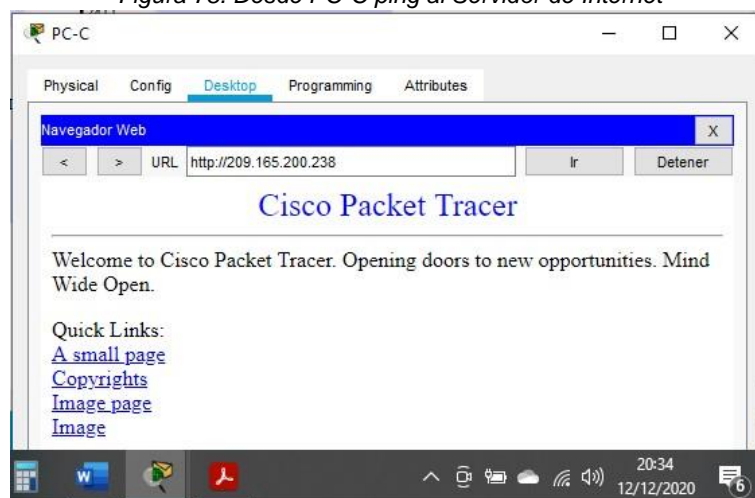 Figura 78. Desde PC-C ping al Servidor de Internet
PC-C
Physical Config Desktop Programming Attributes
Navegador Web X
< > URL http://209.165.200.238 Ir Detener
Cisco Packet Tracer
Welcome to Cisco Packet Tracer. Opening doors to new opportunities. Mind
Wide Open.
Quick Links:
A small page
Copyrights
Image page
Image
20:34
12/12/2020
6